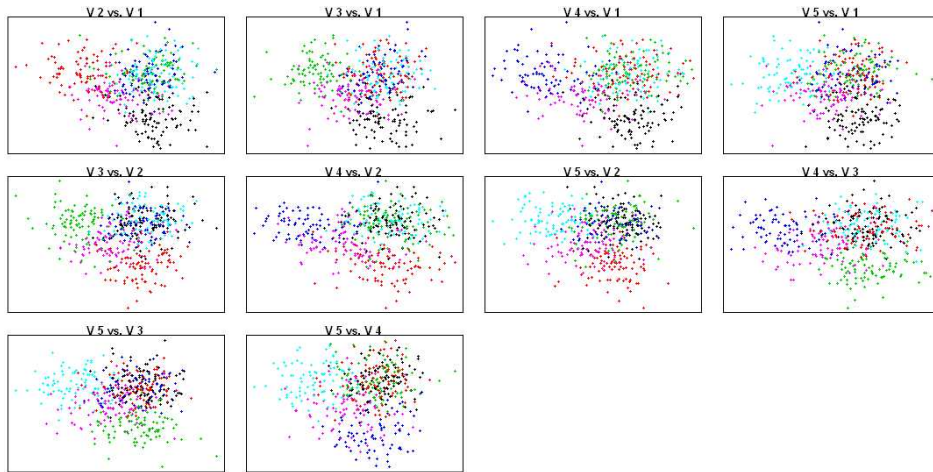 V 2 vs. V 1
V 3 vs. V 1
V 4 vs. V 1
V 5 vs. V 1
V 3 vs. V 2
V 4 vs. V 2
V 5 vs. V 2
V 4 vs. V 3
V 5 vs. V 3
V 5 vs. V 4